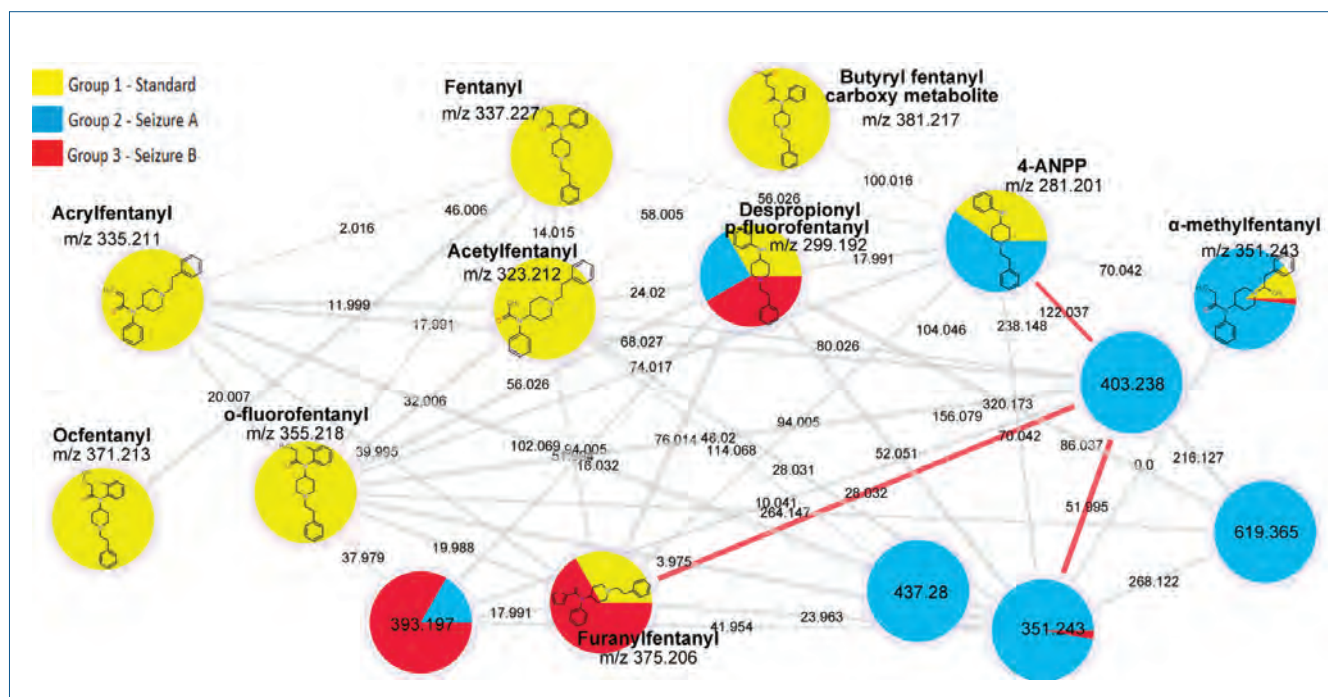 Group 1 - Standard
Group 2 - Seizure A
Group 3 - Seizure B
Fentanyl
m/z 337.227
Butyryl fentanyl
carboxy metabolite
m/z 381.217
4-ANPP
m/z 281.201
α-methylfentanyl
m/z 351.243
Acrylfentanyl
m/z 335.211
Acetylfentanyl
m/z 323.212
Despropionyl
p-fluorofentanyl
m/z 299.192
Ocfentanyl
m/z 371.213
o-fluorofentanyl
m/z 355.218
Furanylfentanyl
m/z 375.206
403.238
619.365
437.28
351.243
393.197
2.016
46.006
14.015
58.005
56.026
100.016
17.991
70.042
11.999
24.02
104.046
238.148
122.037
68.027
80.026
74.017
56.026
20.007
32.006
94.005
156.079
320.173
70.042
86.037
216.127
0.0
39.995
102.069
94.005
16.032
76.014
46.02
114.068
52.051
28.031
28.032
10.041
264.147
51.995
37.979
19.988
3.975
268.122
17.991
41.954
23.963